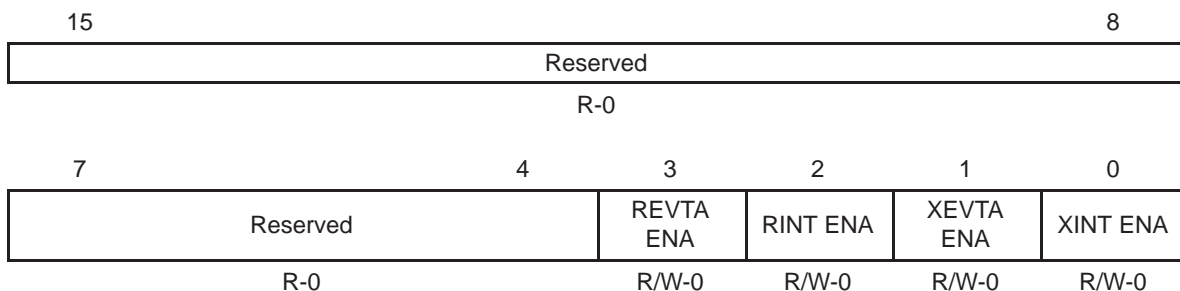 15 8
Reserved
R-0
7 4 3 2 1 0
Reserved REVTA ENA RINT ENA XEVTA ENA XINT ENA
R-0 R/W-0 R/W-0 R/W-0 R/W-0